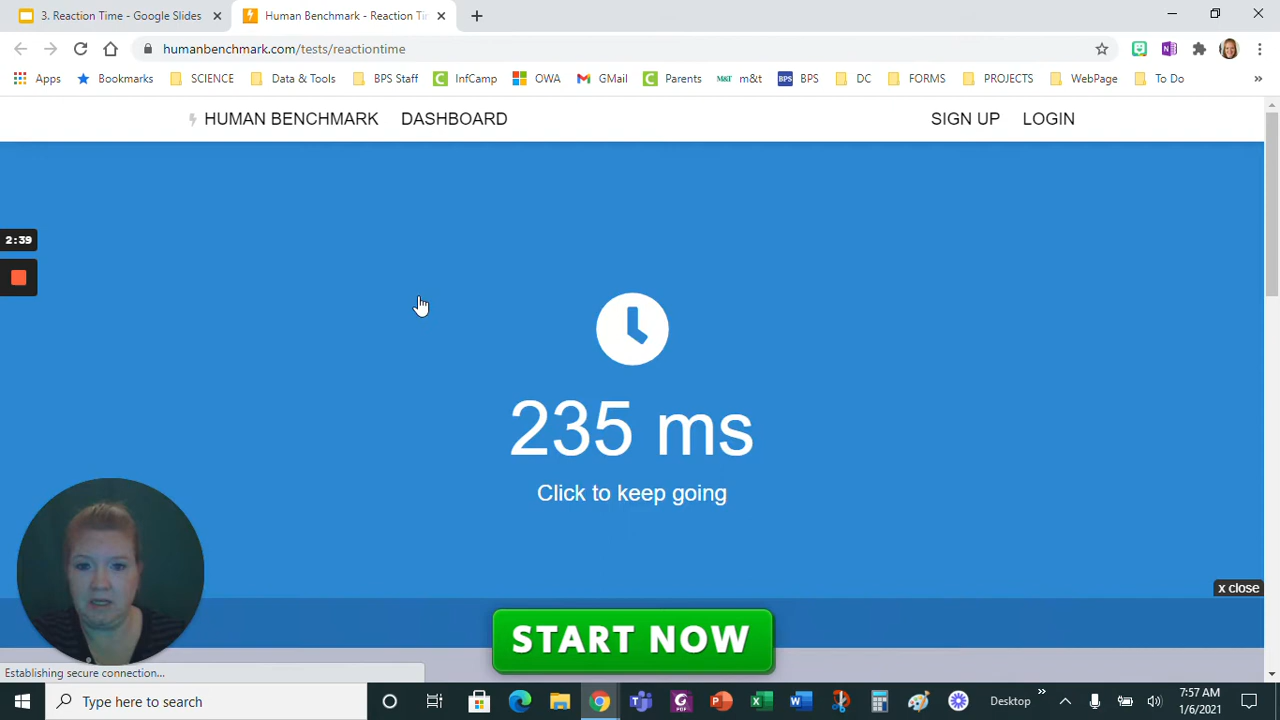 3. Reaction Time - Google Slides
Human Benchmark - Reaction Ti
humanbenchmark.com/tests/reactiontime
Apps Bookmarks SCIENCE Data & Tools BPS Staff InfCamp OWA GMail Parents M&T m&t BPS BPS DC FORMS PROJECTS WebPage To Do »
HUMAN BENCHMARK DASHBOARD SIGN UP LOGIN
2:39
235 ms
Click to keep going
x close
START NOW
Establishing secure connection...
Type here to search
Desktop
7:57 AM
1/6/2021